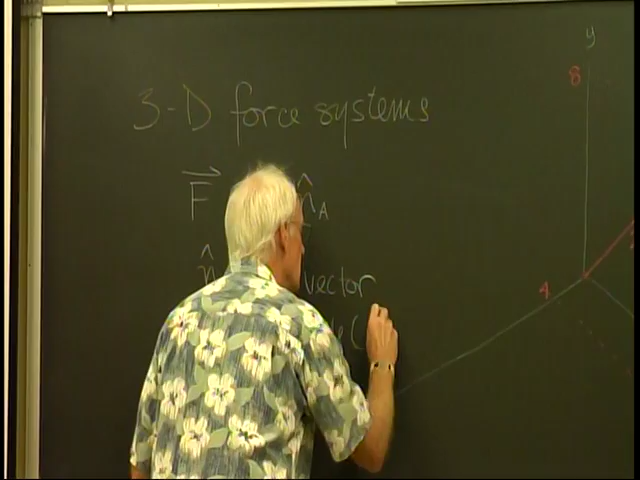 3-D force systems
F n̂A
n̂ vector
(
y
8
4